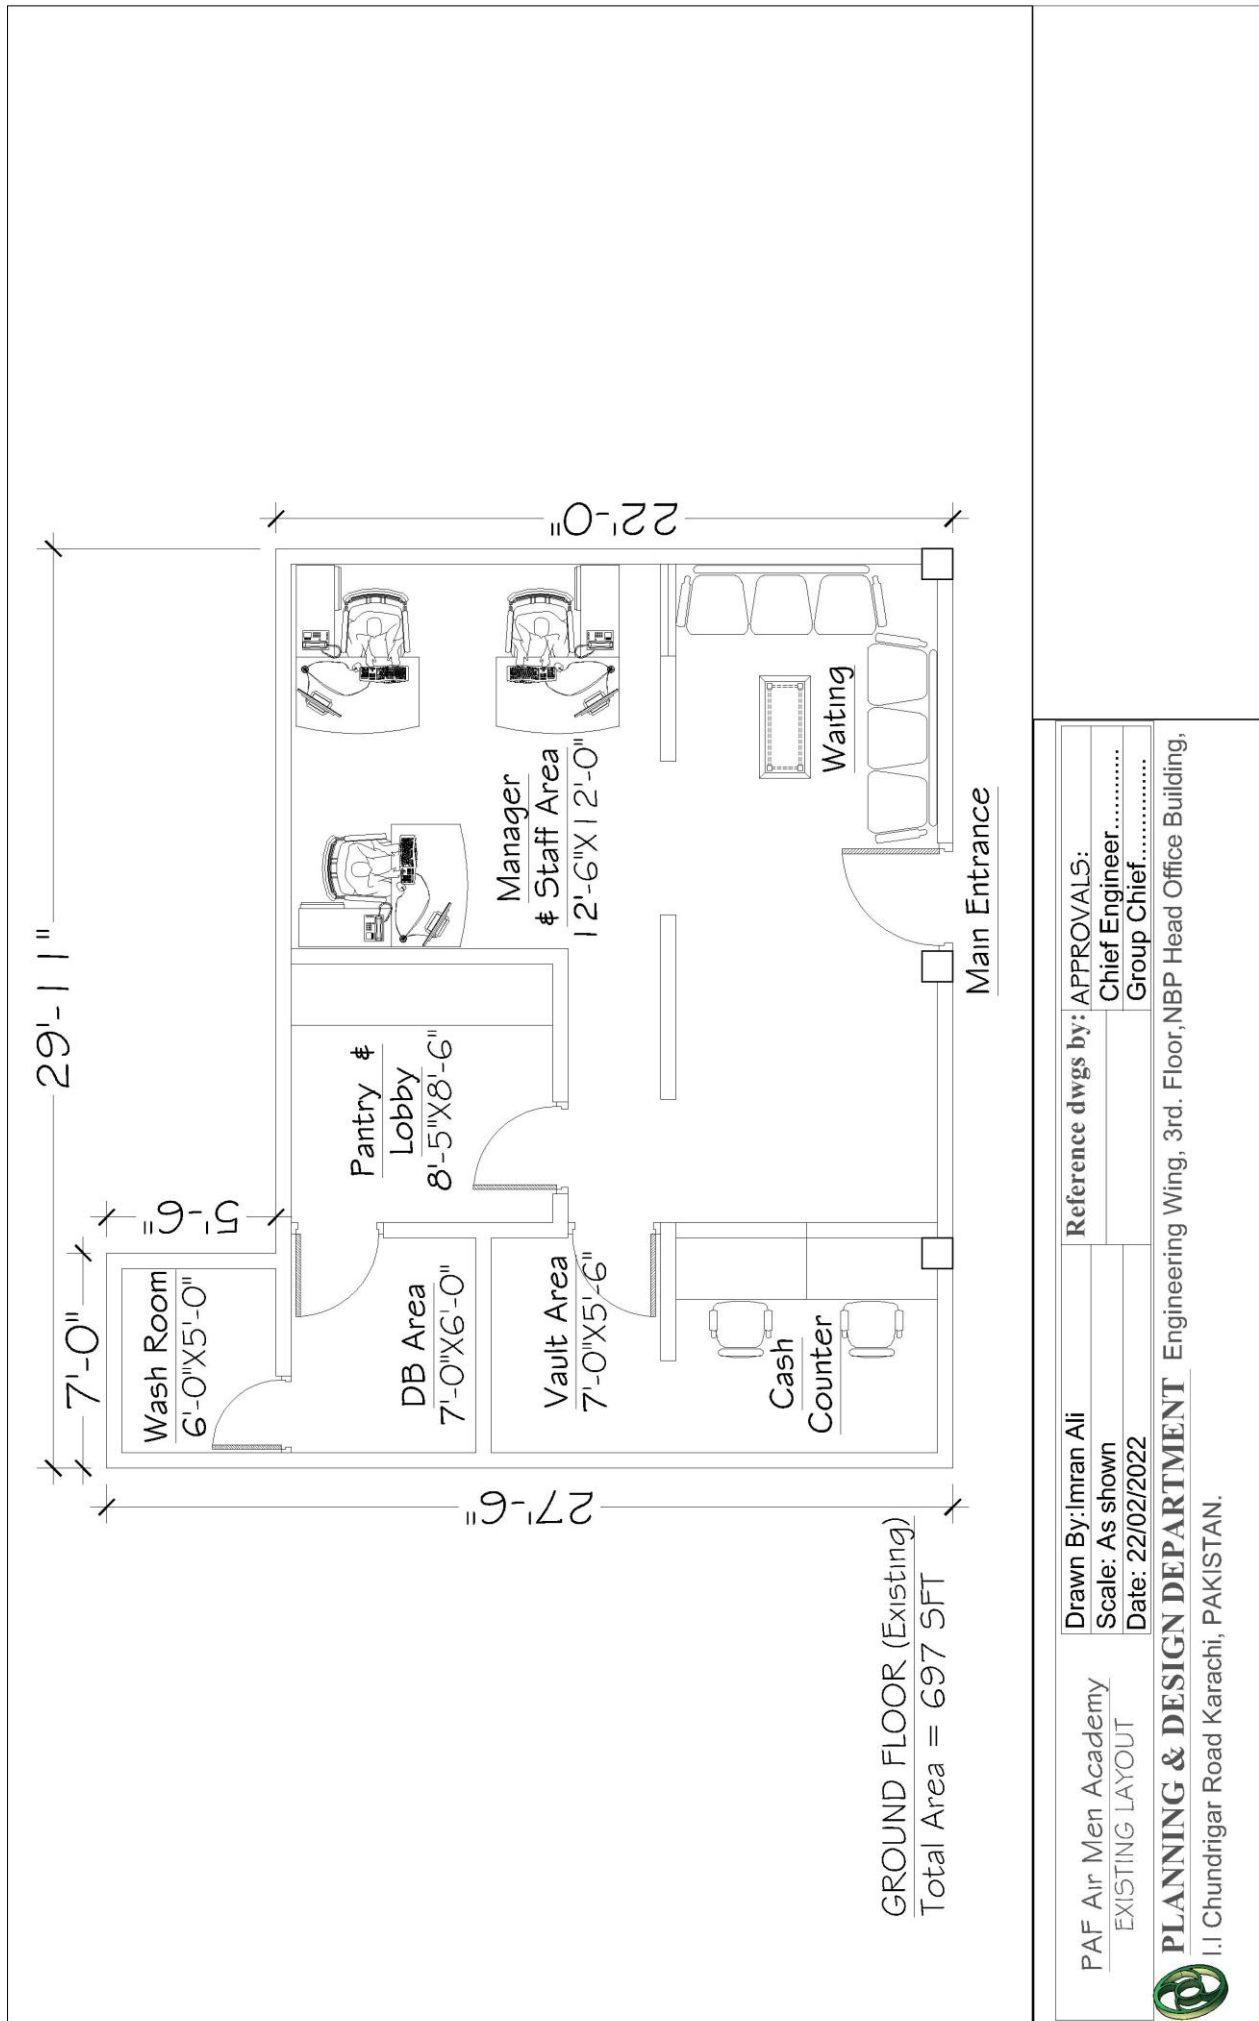 29'-11"
7'-0"
5'-6"
22'-0"
27'-6"
Wash Room
6'-0"X5'-0"
Pantry &
Lobby
8'-5"X8'-6"
DB Area
7'-0"X6'-0"
Manager
& Staff Area
12'-6"X12'-0"
Vault Area
7'-0"X5'-6"
Cash
Counter
Waiting
Main Entrance
GROUND FLOOR (Existing)
Total Area = 697 SFT
PAF Air Men Academy
EXISTING LAYOUT
Drawn By:Imran Ali
Scale: As shown
Date: 22/02/2022
Reference dwgs by:
APPROVALS:
Chief Engineer............
Group Chief...............
PLANNING & DESIGN DEPARTMENT Engineering Wing, 3rd. Floor,NBP Head Office Building,
I.I Chundrigar Road Karachi, PAKISTAN.